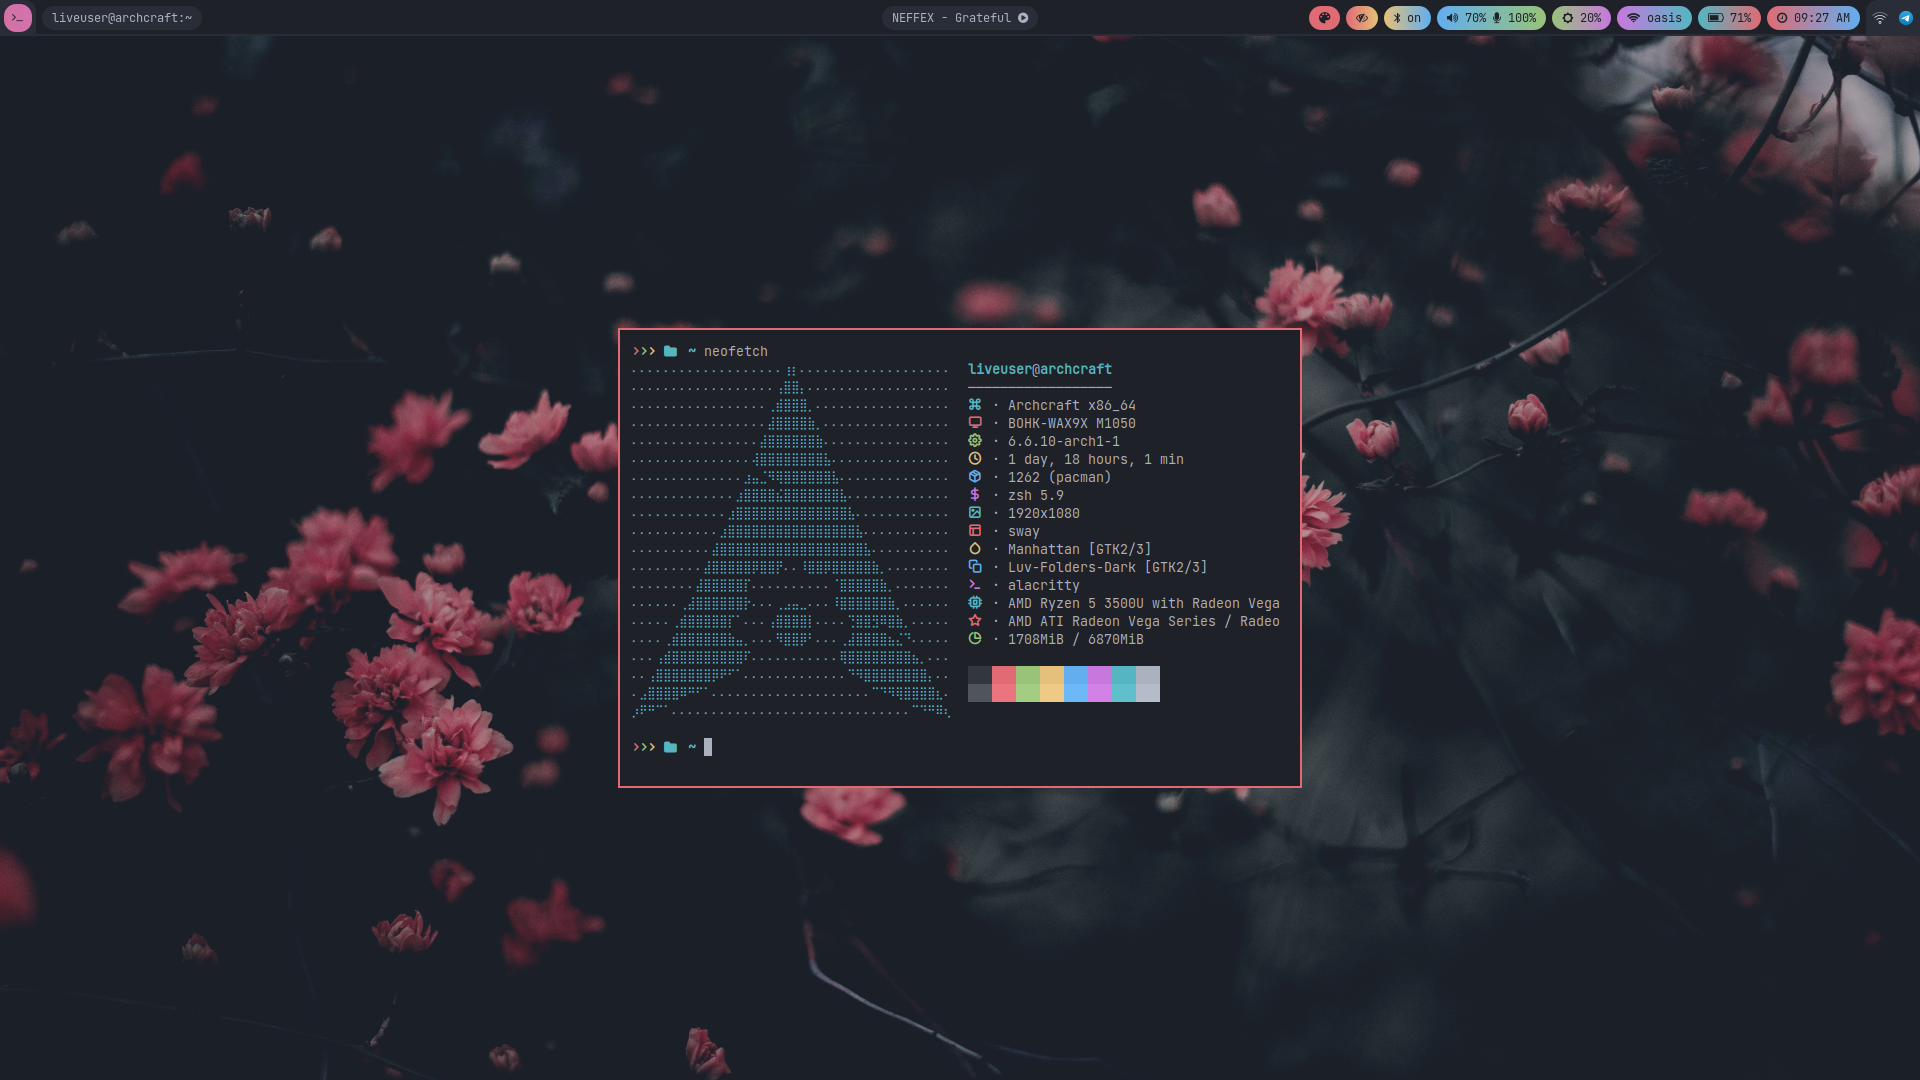 liveuser@archcraft:~
NEFFEX - Grateful
on
70% 100%
20%
oasis
71%
09:27 AM
~ neofetch
liveuser@archcraft
· Archcraft x86_64
· BOHK-WAX9X M1050
· 6.6.10-arch1-1
· 1 day, 18 hours, 1 min
· 1262 (pacman)
· zsh 5.9
· 1920x1080
· sway
· Manhattan [GTK2/3]
· Luv-Folders-Dark [GTK2/3]
· alacritty
· AMD Ryzen 5 3500U with Radeon Vega
· AMD ATI Radeon Vega Series / Radeo
· 1708MiB / 6870MiB
~